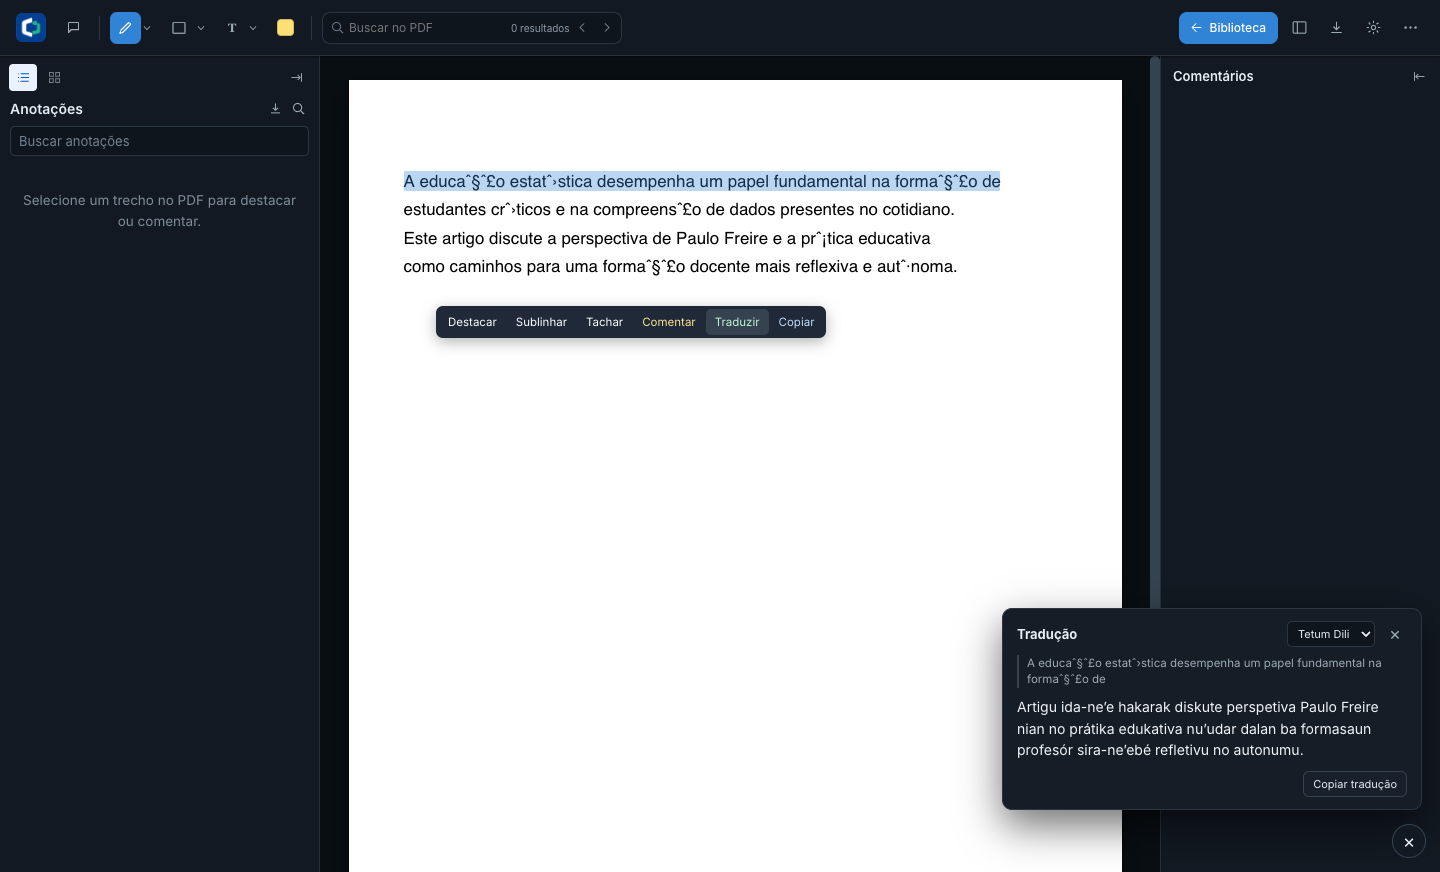 T
Buscar no PDF
0 resultados
Biblioteca
Anotações
Buscar anotações
Selecione um trecho no PDF para destacar
ou comentar.
A educaˆ§ˆ£o estatˆ›stica desempenha um papel fundamental na formaˆ§ˆ£o de
estudantes crˆ›ticos e na compreensˆ£o de dados presentes no cotidiano.
Este artigo discute a perspectiva de Paulo Freire e a prˆ¡tica educativa
como caminhos para uma formaˆ§ˆ£o docente mais reflexiva e autˆ·noma.
Destacar Sublinhar Tachar Comentar Traduzir Copiar
Comentários
Tradução
Tetum Dili
A educaˆ§ˆ£o estatˆ›stica desempenha um papel fundamental na
formaˆ§ˆ£o de
Artigu ida-ne’e hakarak diskute perspetiva Paulo Freire
nian no prátika edukativa nu’udar dalan ba formasaun
profesór sira-ne’ebé refletivu no autonumu.
Copiar tradução